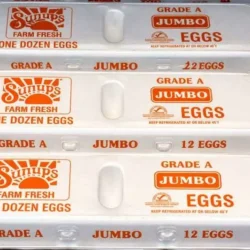 Sunups
FARM FRESH
ONE DOZEN EGGS
GRADE A
JUMBO
EGGS
KEEP REFRIGERATED AT OR BELOW 45°F
GRADE A JUMBO 22 EGGS
Sunups
FARM FRESH
DOZEN EGGS
GRADE A
JUMBO
EGGS
KEEP REFRIGERATED AT OR BELOW 45°F
GRADE A JUMBO 12 EGGS
GRADE A
JUMBO
EGGS
KEEP REFRIGERATED AT OR BELOW 45°F
Sunups
FARM FRESH
DOZEN EGGS
GRADE A JUMBO 12 EGGS